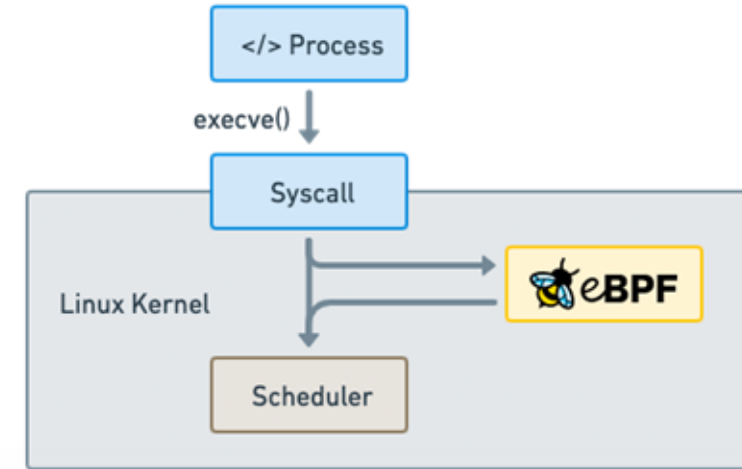 </> Process
execve()
Syscall
Linux Kernel
eBPF
Scheduler